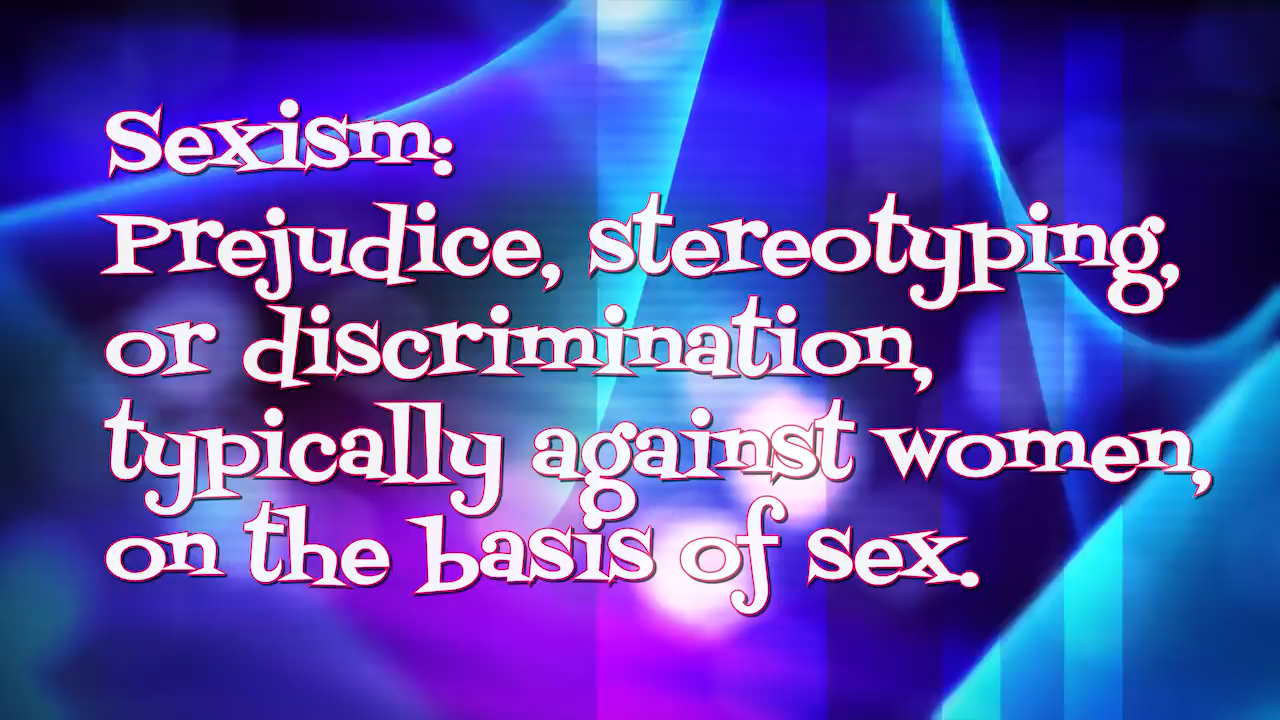 Sexism:
Prejudice, stereotyping,
or discrimination,
typically against women,
on the basis of sex.